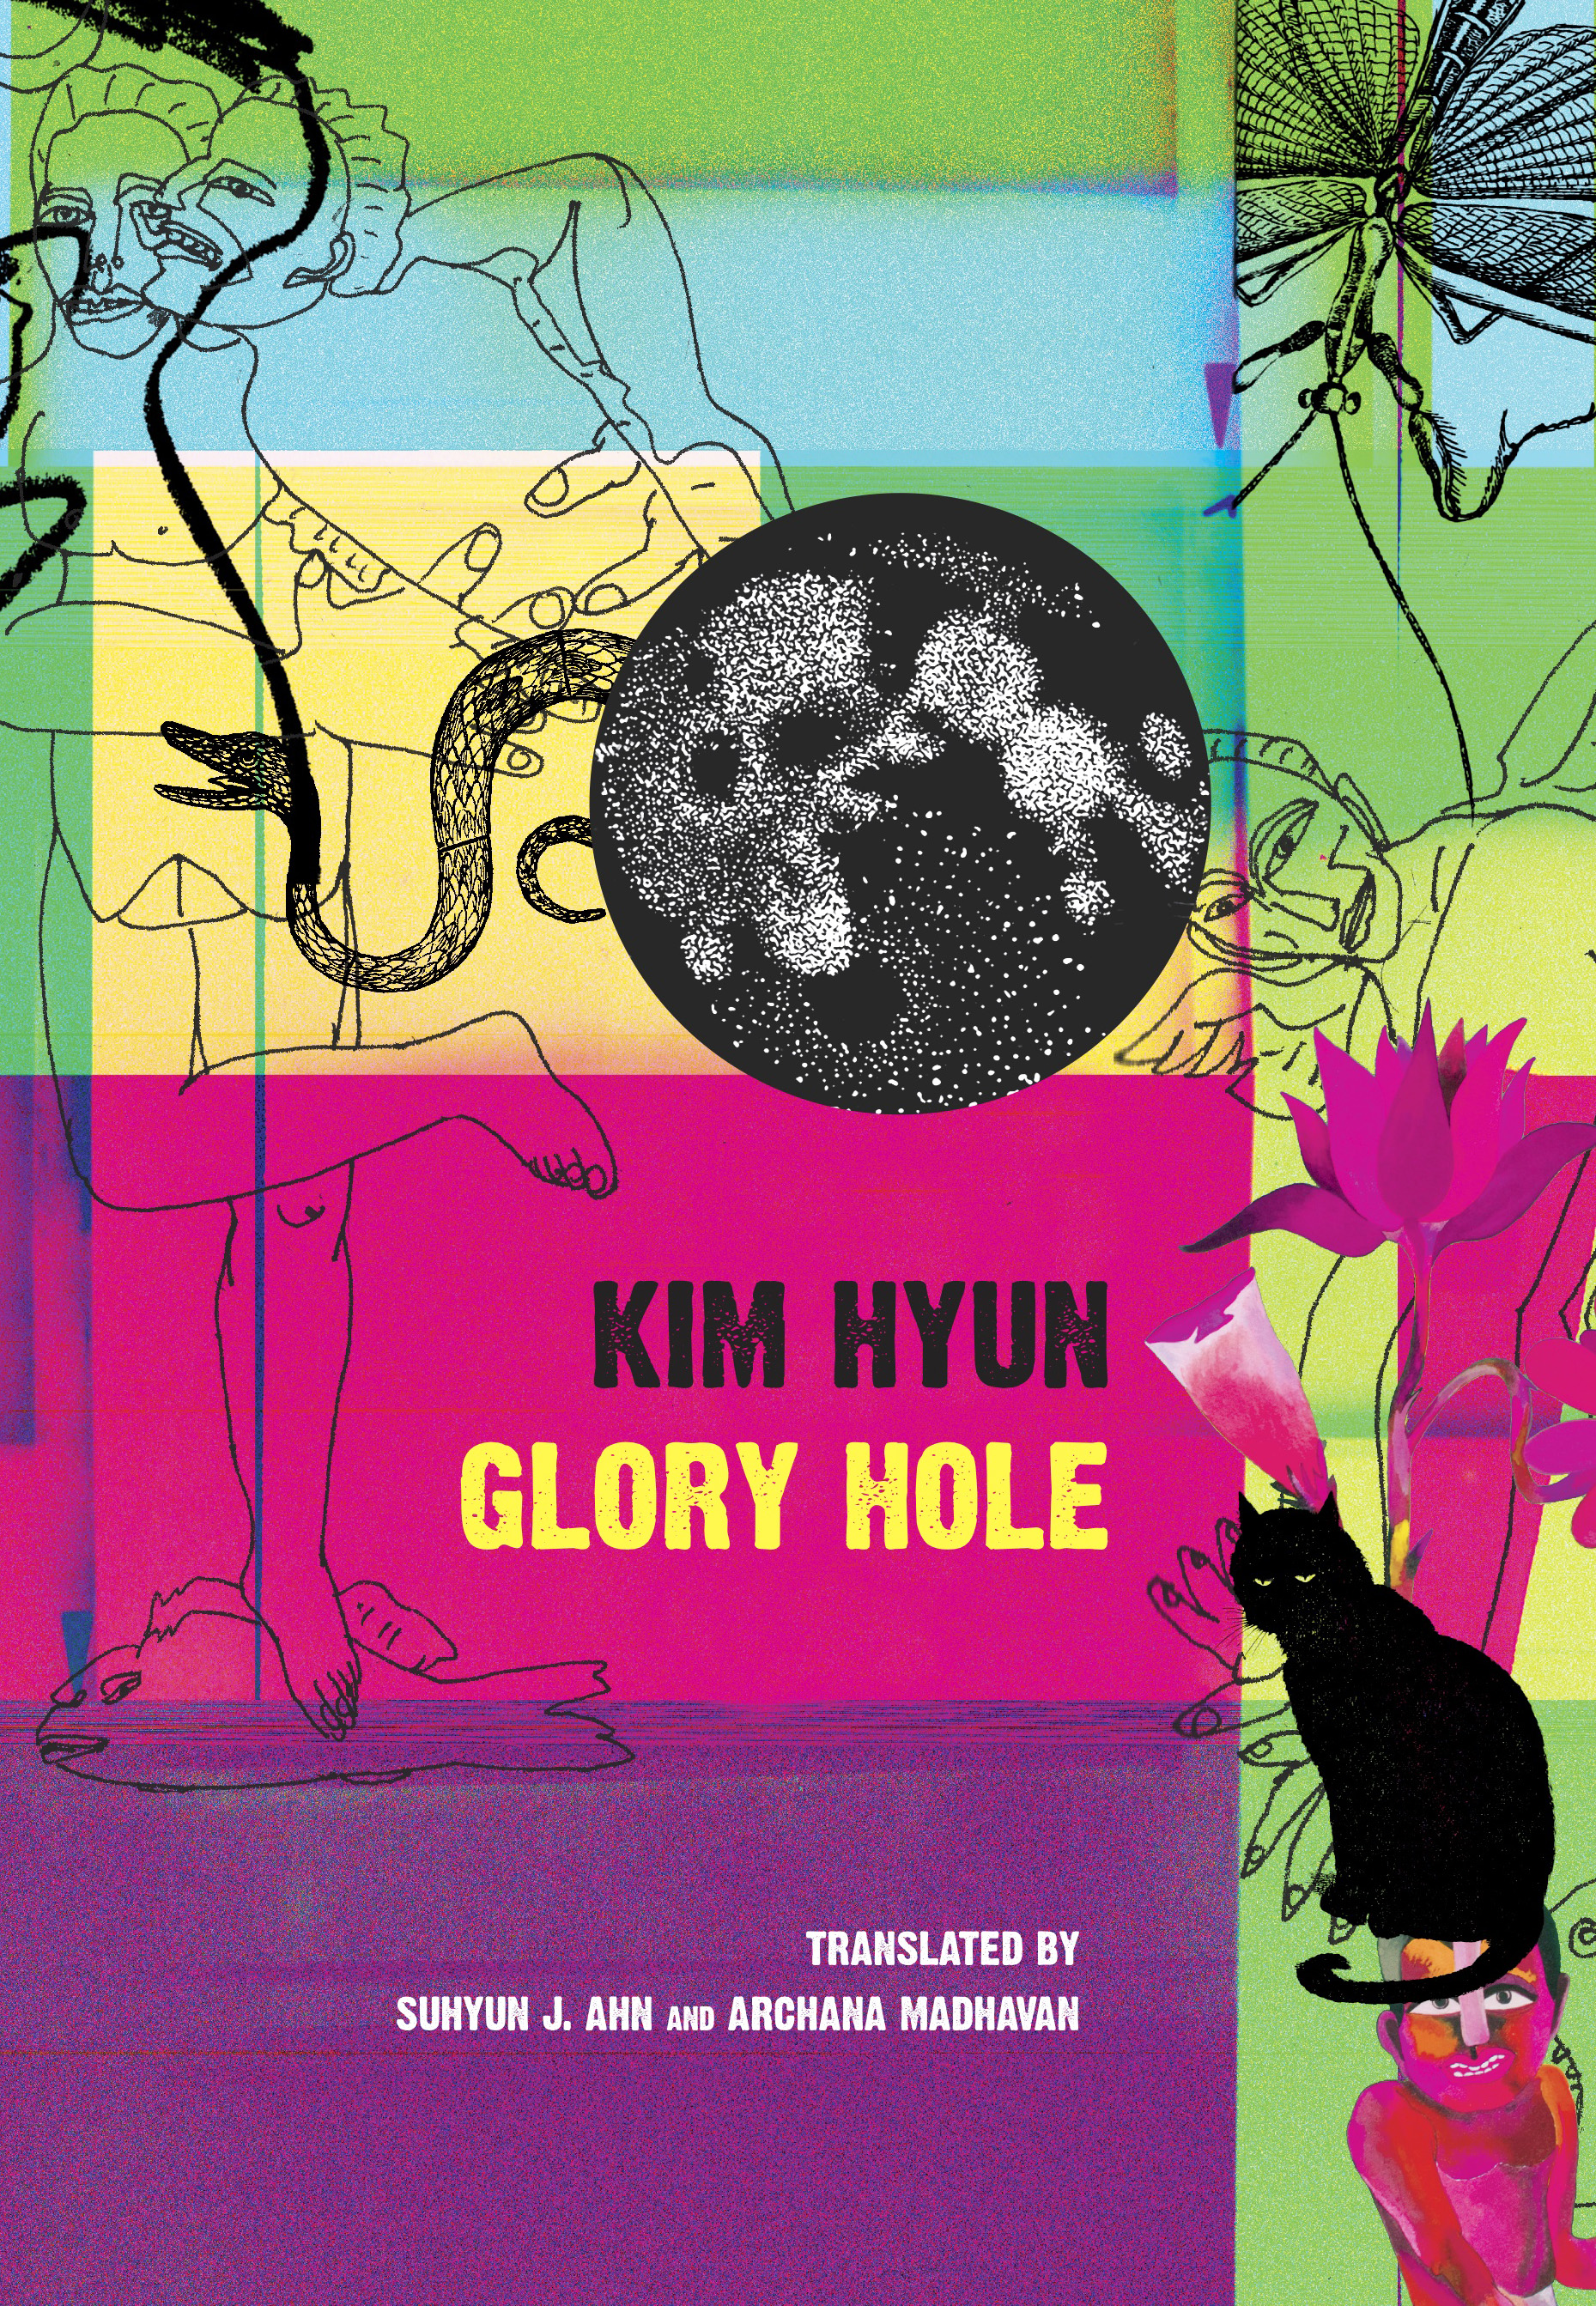 KIM HYUN
GLORY HOLE
TRANSLATED BY
SUHYUN J. AHN AND ARCHANA MADHAVAN